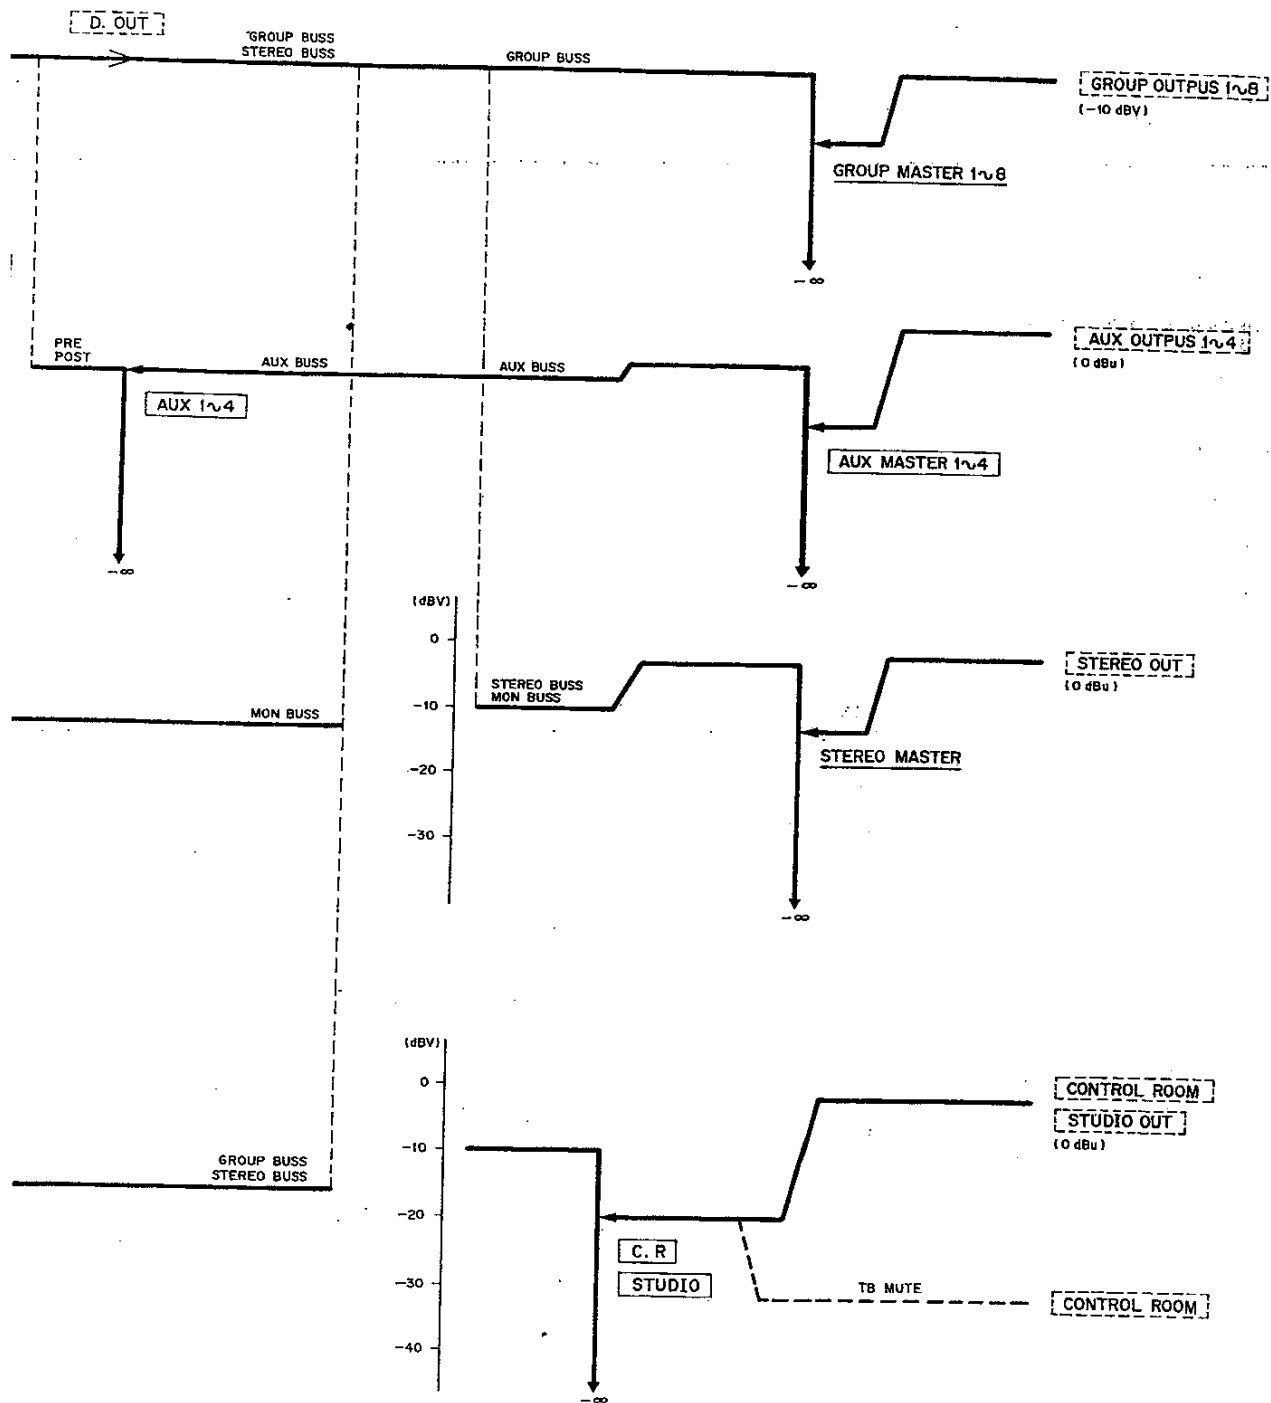 D. OUT
GROUP BUSS
STEREO BUSS
GROUP BUSS
GROUP OUTPUS 1∿8
(-10 dBV)
GROUP MASTER 1∿8
-∞
PRE
POST
AUX BUSS
AUX BUSS
AUX OUTPUS 1∿4
(0 dBu)
AUX 1∿4
AUX MASTER 1∿4
-∞
-∞
(dBV)
0
-10
-20
-30
STEREO BUSS
MON BUSS
MON BUSS
STEREO OUT
(0 dBu)
STEREO MASTER
-∞
(dBV)
0
-10
-20
-30
-40
GROUP BUSS
STEREO BUSS
CONTROL ROOM
STUDIO OUT
(0 dBu)
C. R
STUDIO
TB MUTE
CONTROL ROOM
-∞